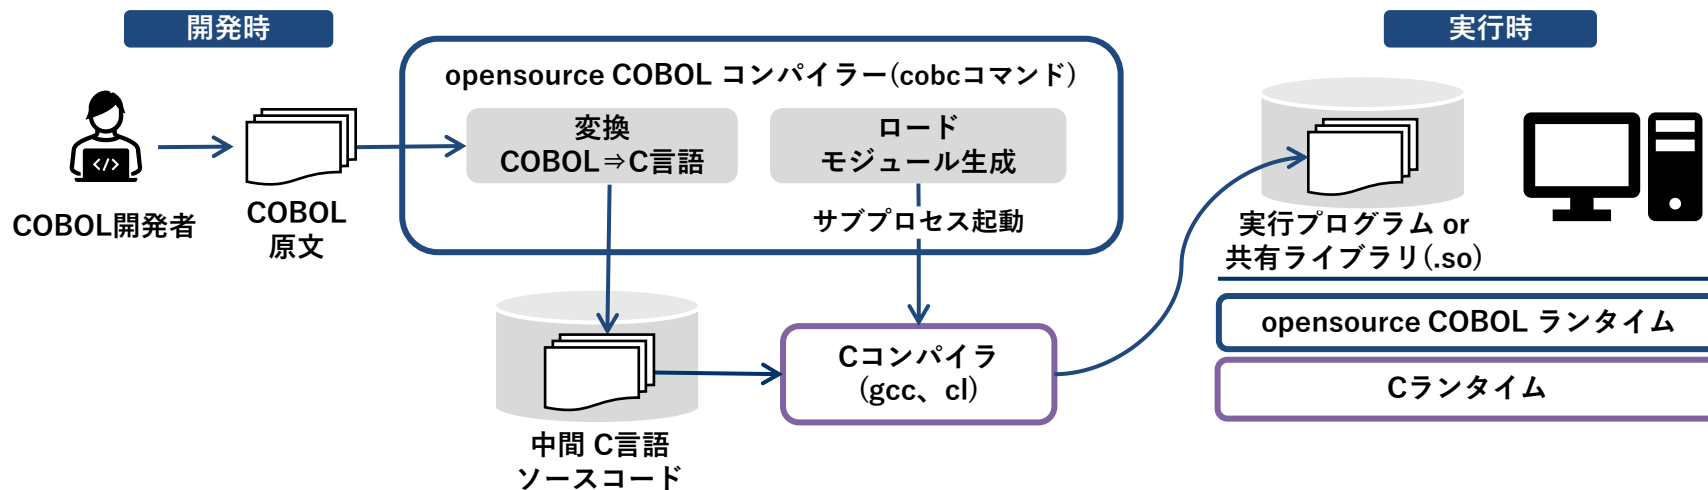 開発時
実行時
opensource COBOL コンパイラー(cobcコマンド)
変換
COBOL⇒C言語
ロード
モジュール生成
</>
COBOL開発者
COBOL
原文
サブプロセス起動
実行プログラム or
共有ライブラリ(.so)
opensource COBOL ランタイム
Cコンパイラ
(gcc、cl)
Cランタイム
中間 C言語
ソースコード